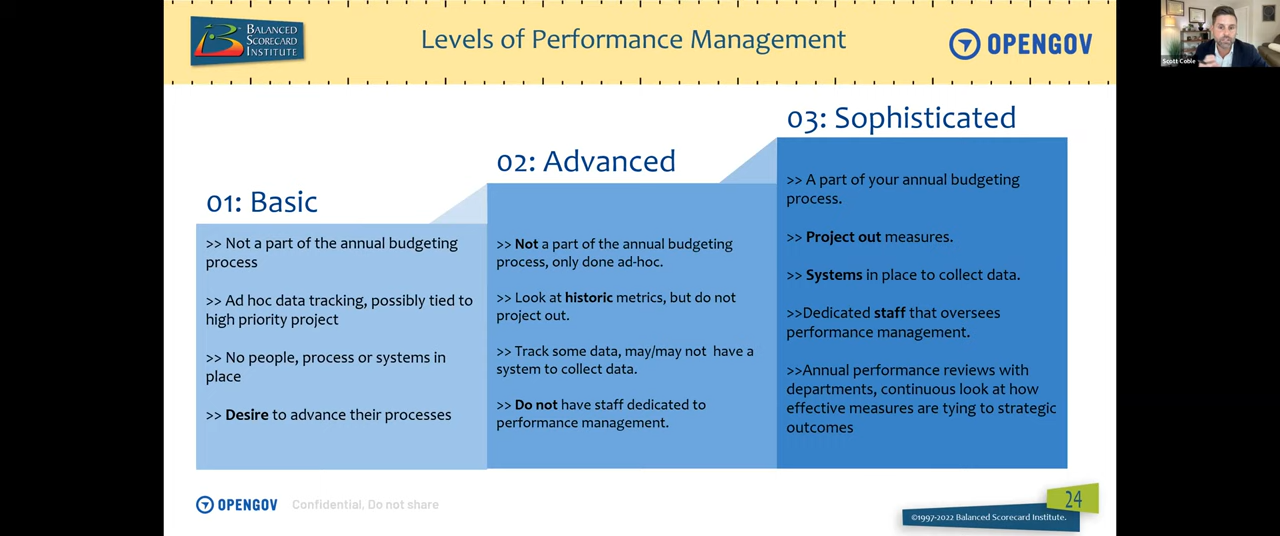 BALANCED
SCORECARD
INSTITUTE
Levels of Performance Management
OPENGOV
Scott Coble
01: Basic
>> Not a part of the annual budgeting
process
>> Ad hoc data tracking, possibly tied to
high priority project
>> No people, process or systems in
place
>> Desire to advance their processes
02: Advanced
>> Not a part of the annual budgeting
process, only done ad-hoc.
>> Look at historic metrics, but do not
project out.
>> Track some data, may/may not have a
system to collect data.
>> Do not have staff dedicated to
performance management.
03: Sophisticated
>> A part of your annual budgeting
process.
>> Project out measures.
>> Systems in place to collect data.
>>Dedicated staff that oversees
performance management.
>>Annual performance reviews with
departments, continuous look at how
effective measures are tying to strategic
outcomes
OPENGOV
Confidential, Do not share
24
©1997-2022 Balanced Scorecard Institute.